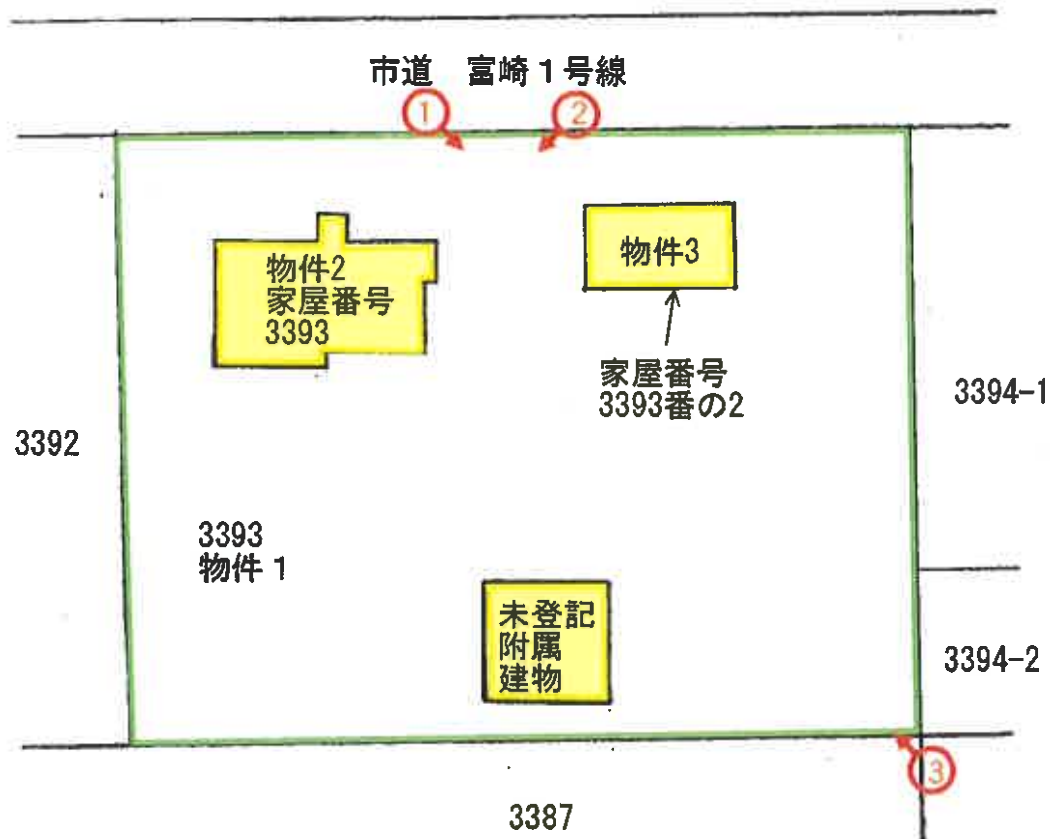 市道　富崎１号線
①
②
物件2
家屋番号
3393
物件3
家屋番号
3393番の2
3394-1
3392
3393
物件１
未登記
附属
建物
3394-2
③
3387